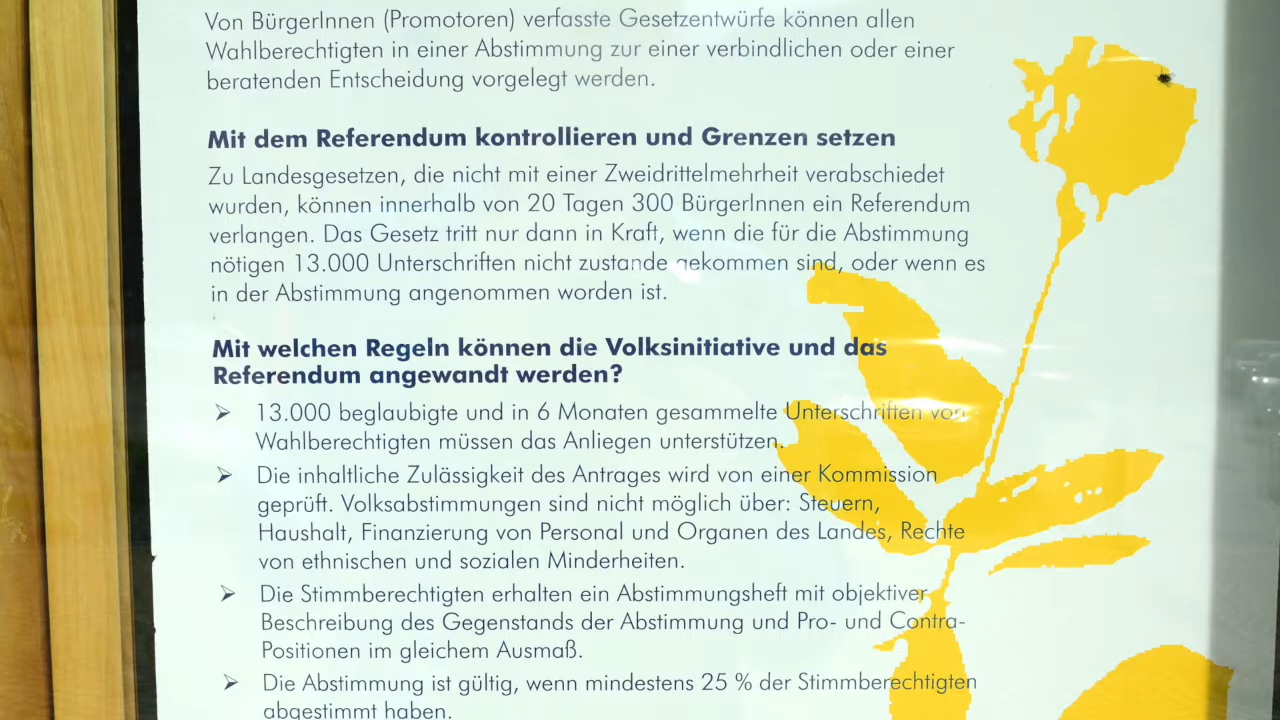 Von BürgerInnen (Promotoren) verfasste Gesetzentwürfe können allen
Wahlberechtigten in einer Abstimmung zur einer verbindlichen oder einer
beratenden Entscheidung vorgelegt werden.
Mit dem Referendum kontrollieren und Grenzen setzen
Zu Landesgesetzen, die nicht mit einer Zweidrittelmehrheit verabschiedet
wurden, können innerhalb von 20 Tagen 300 BürgerInnen ein Referendum
verlangen. Das Gesetz tritt nur dann in Kraft, wenn die für die Abstimmung
nötigen 13.000 Unterschriften nicht zustande gekommen sind, oder wenn es
in der Abstimmung angenommen worden ist.
Mit welchen Regeln können die Volksinitiative und das
Referendum angewandt werden?
➢ 13.000 beglaubigte und in 6 Monaten gesammelte Unterschriften von
Wahlberechtigten müssen das Anliegen unterstützen.
➢ Die inhaltliche Zulässigkeit des Antrages wird von einer Kommission
geprüft. Volksabstimmungen sind nicht möglich über: Steuern,
Haushalt, Finanzierung von Personal und Organen des Landes, Rechte
von ethnischen und sozialen Minderheiten.
➢ Die Stimmberechtigten erhalten ein Abstimmungsheft mit objektiver
Beschreibung des Gegenstands der Abstimmung und Pro- und Contra-
Positionen im gleichem Ausmaß.
➢ Die Abstimmung ist gültig, wenn mindestens 25 % der Stimmberechtigten
abgestimmt haben.